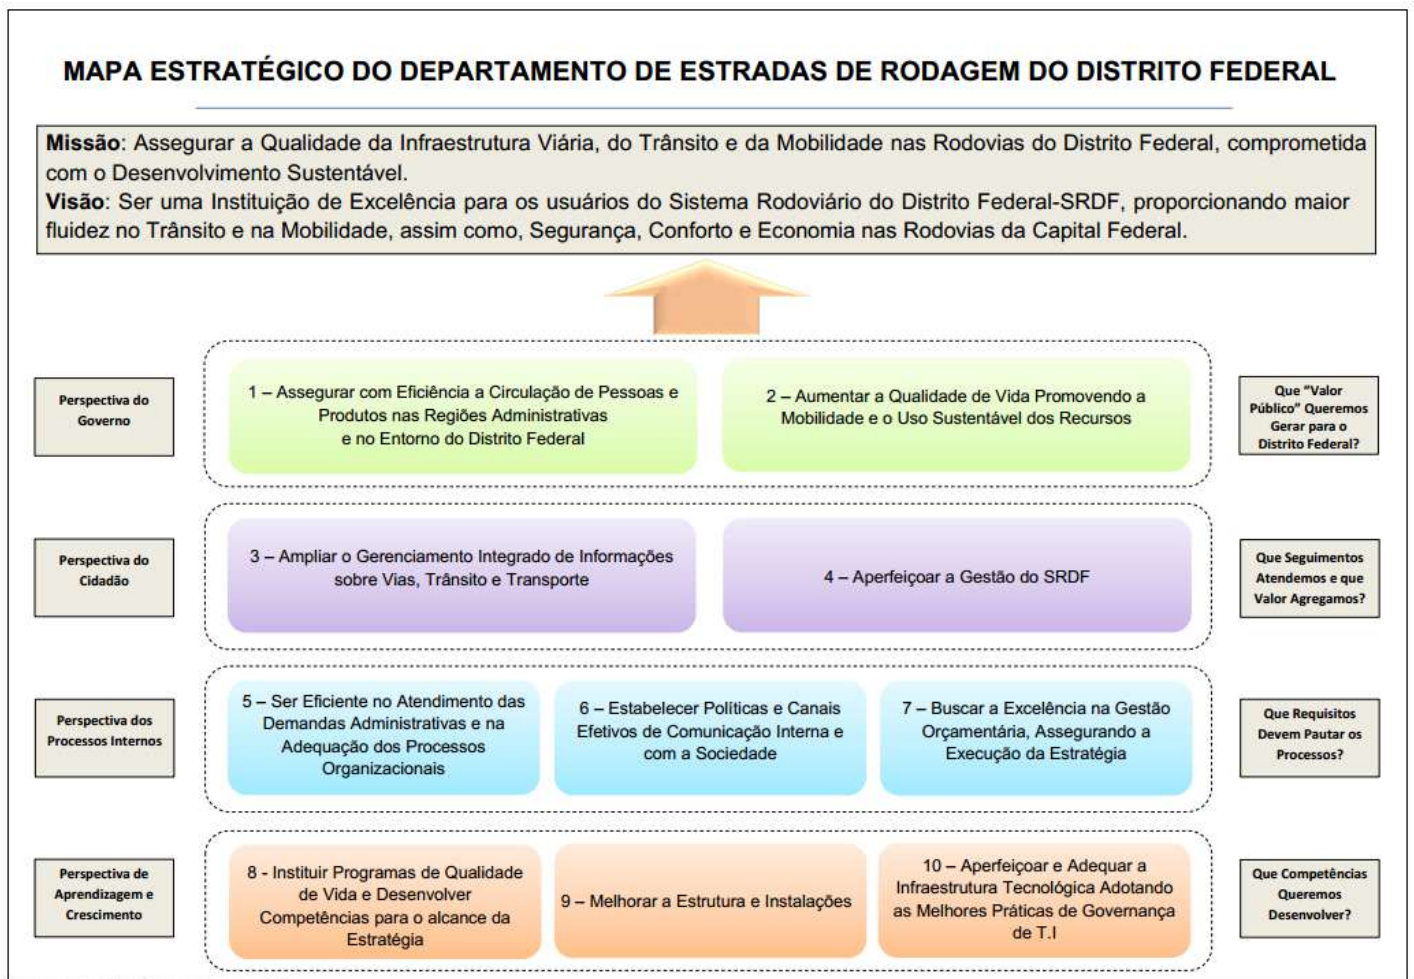 MAPA ESTRATÉGICO DO DEPARTAMENTO DE ESTRADAS DE RODAGEM DO DISTRITO FEDERAL
Missão: Assegurar a Qualidade da Infraestrutura Viária, do Trânsito e da Mobilidade nas Rodovias do Distrito Federal, comprometida
com o Desenvolvimento Sustentável.
Visão: Ser uma Instituição de Excelência para os usuários do Sistema Rodoviário do Distrito Federal-SRDF, proporcionando maior
fluidez no Trânsito e na Mobilidade, assim como, Segurança, Conforto e Economia nas Rodovias da Capital Federal.
Perspectiva do
Governo
1 – Assegurar com Eficiência a Circulação de Pessoas e
Produtos nas Regiões Administrativas
e no Entorno do Distrito Federal
2 – Aumentar a Qualidade de Vida Promovendo a
Mobilidade e o Uso Sustentável dos Recursos
Que “Valor
Público” Queremos
Gerar para o
Distrito Federal?
Perspectiva do
Cidadão
3 – Ampliar o Gerenciamento Integrado de Informações
sobre Vias, Trânsito e Transporte
4 – Aperfeiçoar a Gestão do SRDF
Que Seguimentos
Atendemos e que
Valor Agregamos?
Perspectiva dos
Processos Internos
5 – Ser Eficiente no Atendimento das
Demandas Administrativas e na
Adequação dos Processos
Organizacionais
6 – Estabelecer Políticas e Canais
Efetivos de Comunicação Interna e
com a Sociedade
7 – Buscar a Excelência na Gestão
Orçamentária, Assegurando a
Execução da Estratégia
Que Requisitos
Devem Pautar os
Processos?
Perspectiva de
Aprendizagem e
Crescimento
8 - Instituir Programas de Qualidade
de Vida e Desenvolver
Competências para o alcance da
Estratégia
9 – Melhorar a Estrutura e Instalações
10 – Aperfeiçoar e Adequar a
Infraestrutura Tecnológica Adotando
as Melhores Práticas de Governança
de T.I
Que Competências
Queremos
Desenvolver?